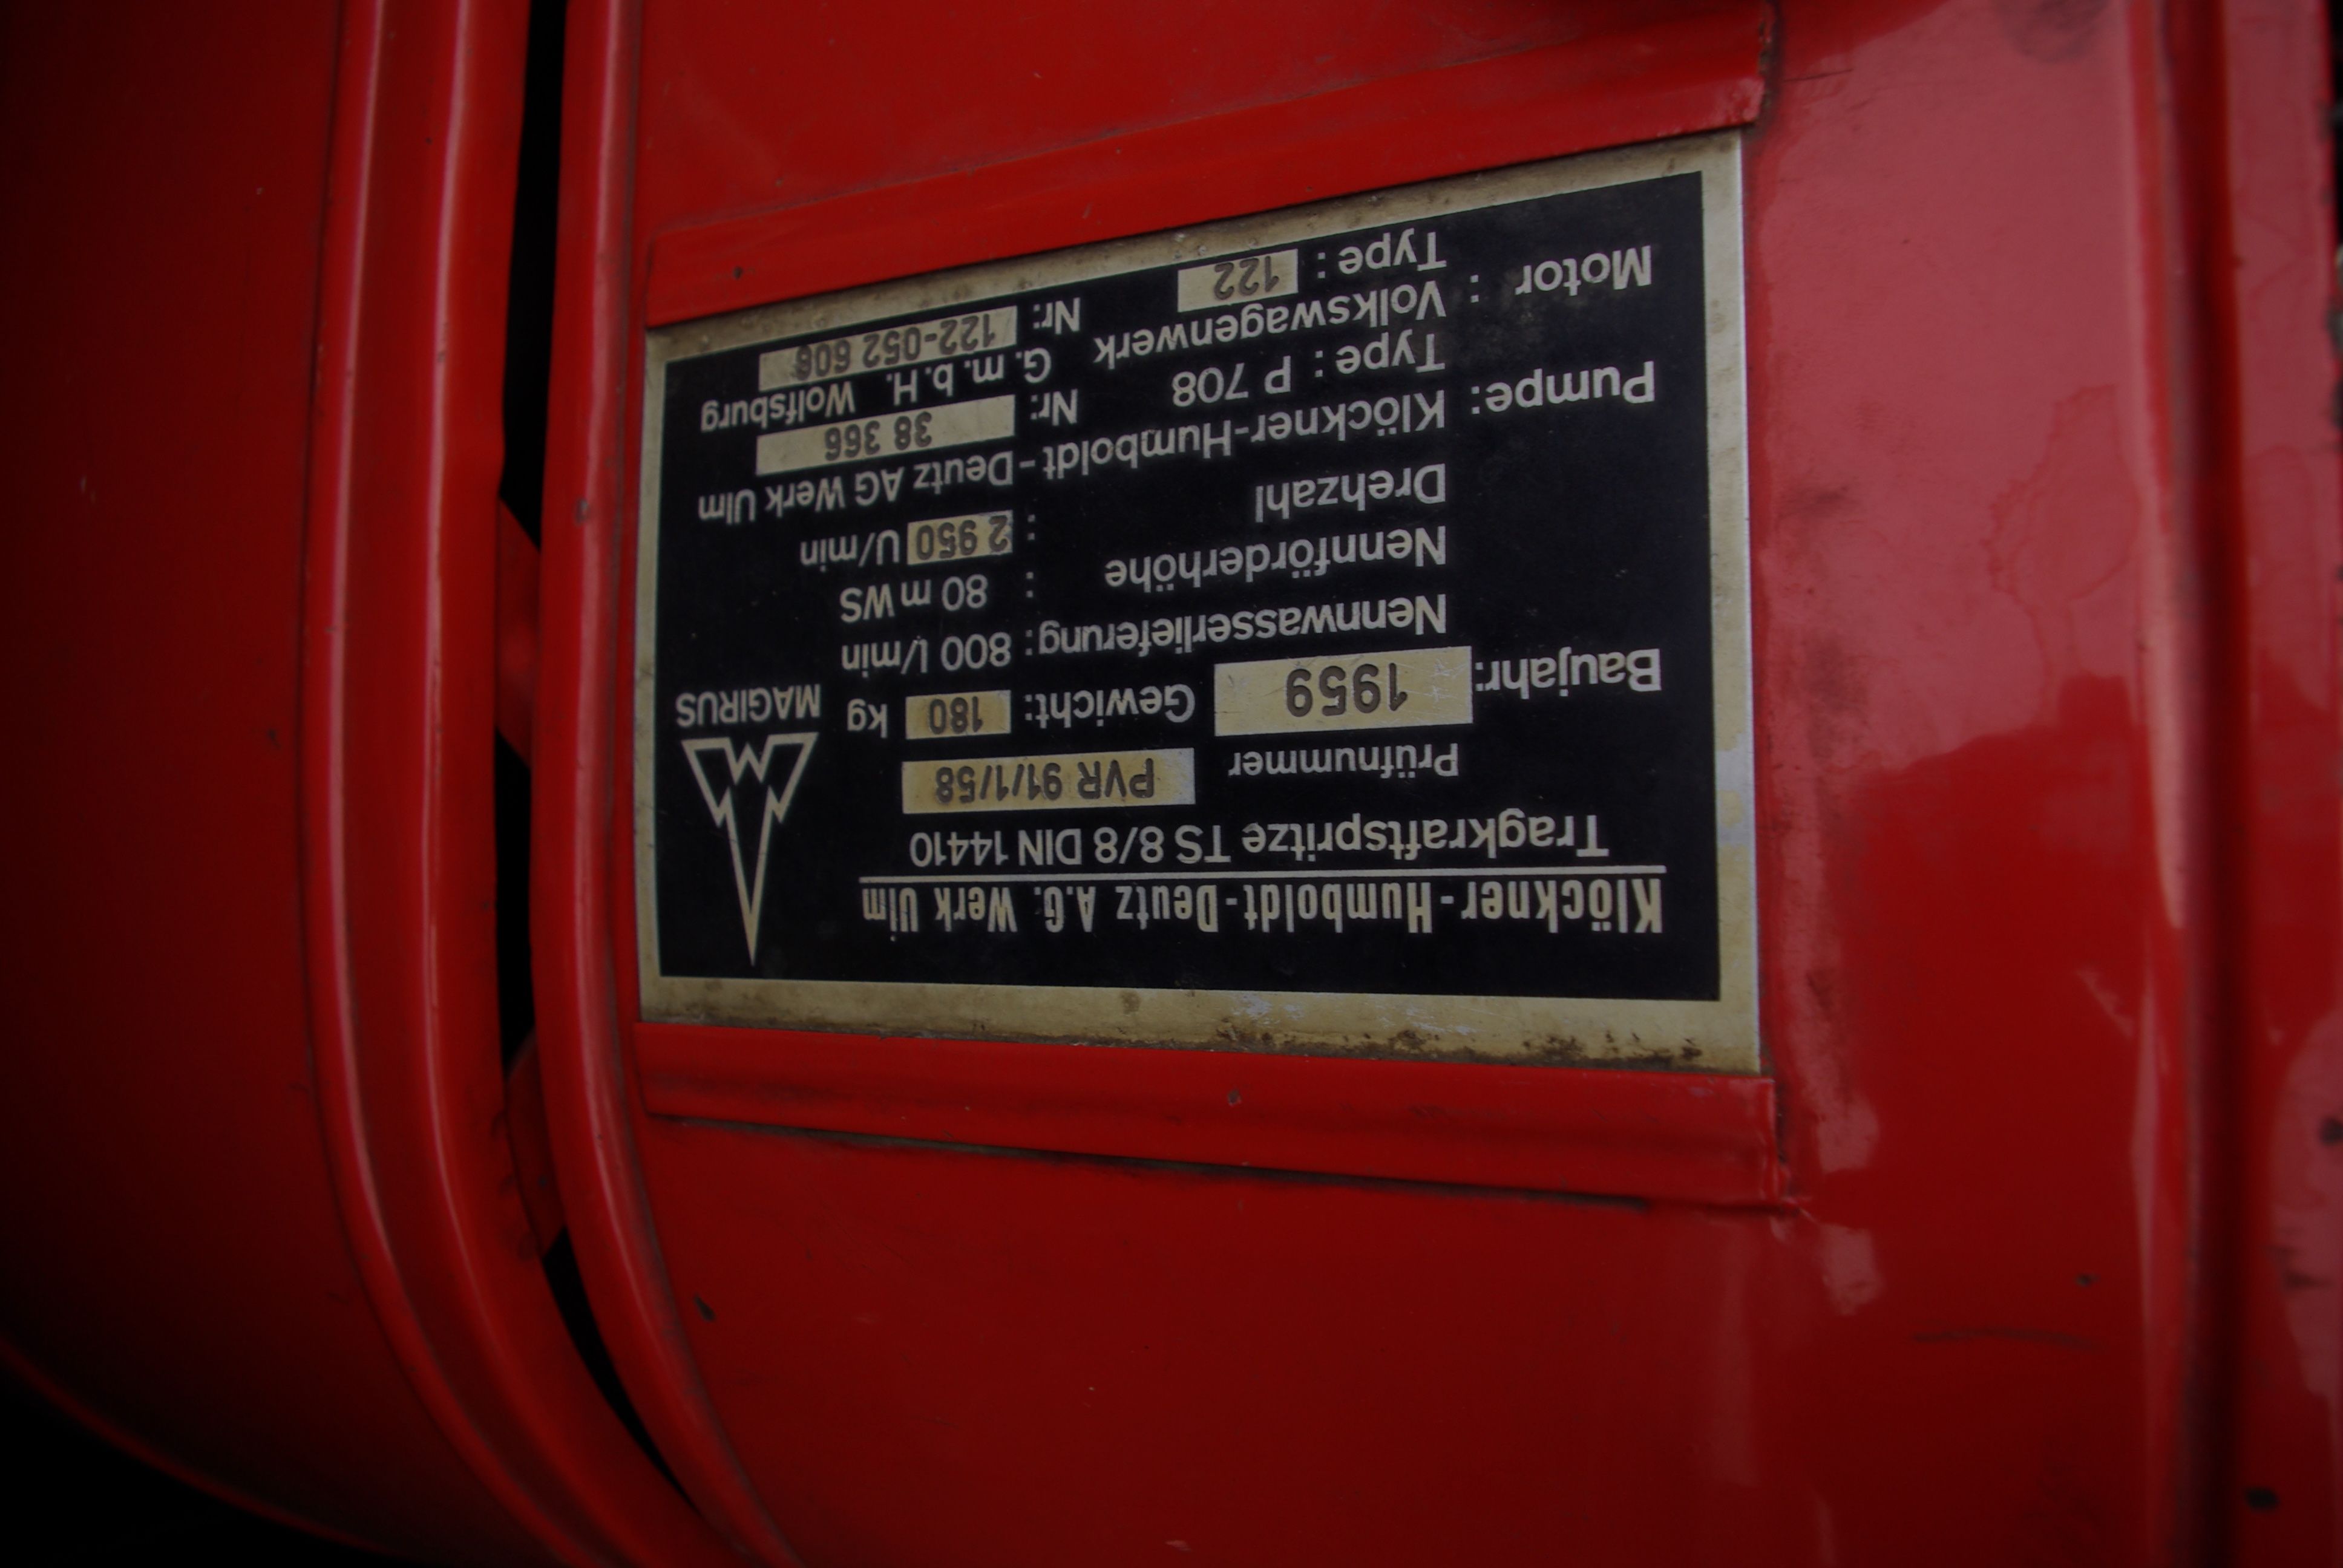 Klöckner-Humboldt-Deutz A.G. Werk Ulm
Tragkraftspritze TS 8/8 DIN 14410
Prüfnummer PVR 91/1/58
Baujahr: 1959 Gewicht: 180 kg
MAGIRUS
Nennwasserlieferung: 800 l/min
Nennförderhöhe : 80 m WS
Drehzahl : 2 950 U/min
Pumpe: Klöckner-Humboldt-Deutz AG Werk Ulm
Type: P 708 Nr: 38 366
Motor : Volkswagenwerk G.m.b.H. Wolfsburg
Type: 122 Nr: 122-052 606